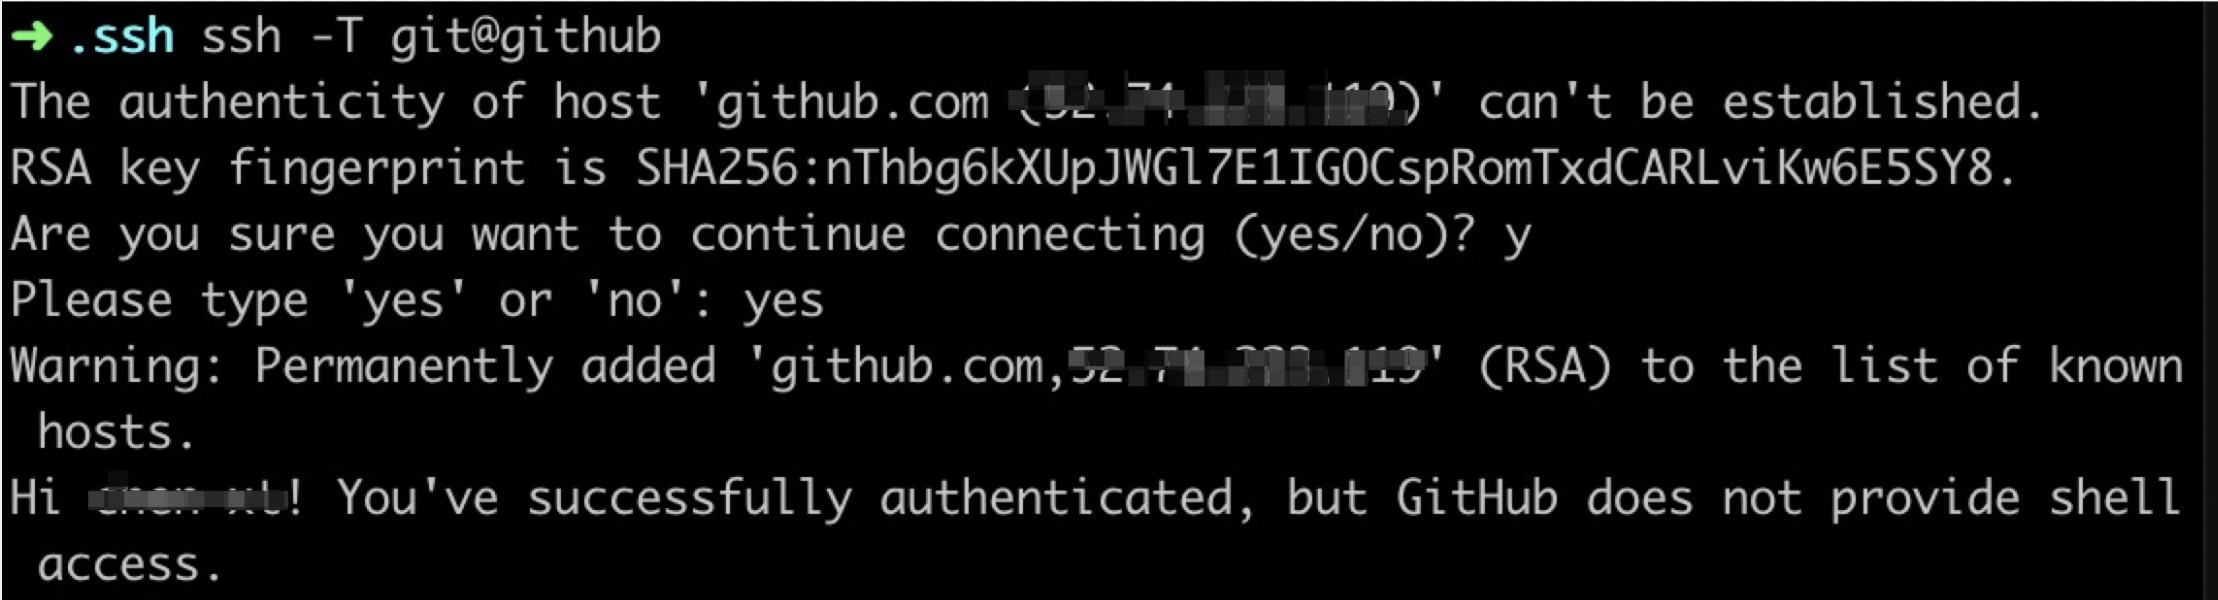 ➜ .ssh ssh -T git@github
The authenticity of host 'github.com ( )' can't be established.
RSA key fingerprint is SHA256:nThbg6kXUpJWGl7E1IGOCspRomTxdCARLviKw6E5SY8.
Are you sure you want to continue connecting (yes/no)? y
Please type 'yes' or 'no': yes
Warning: Permanently added 'github.com, ' (RSA) to the list of known
hosts.
Hi ! You've successfully authenticated, but GitHub does not provide shell
access.